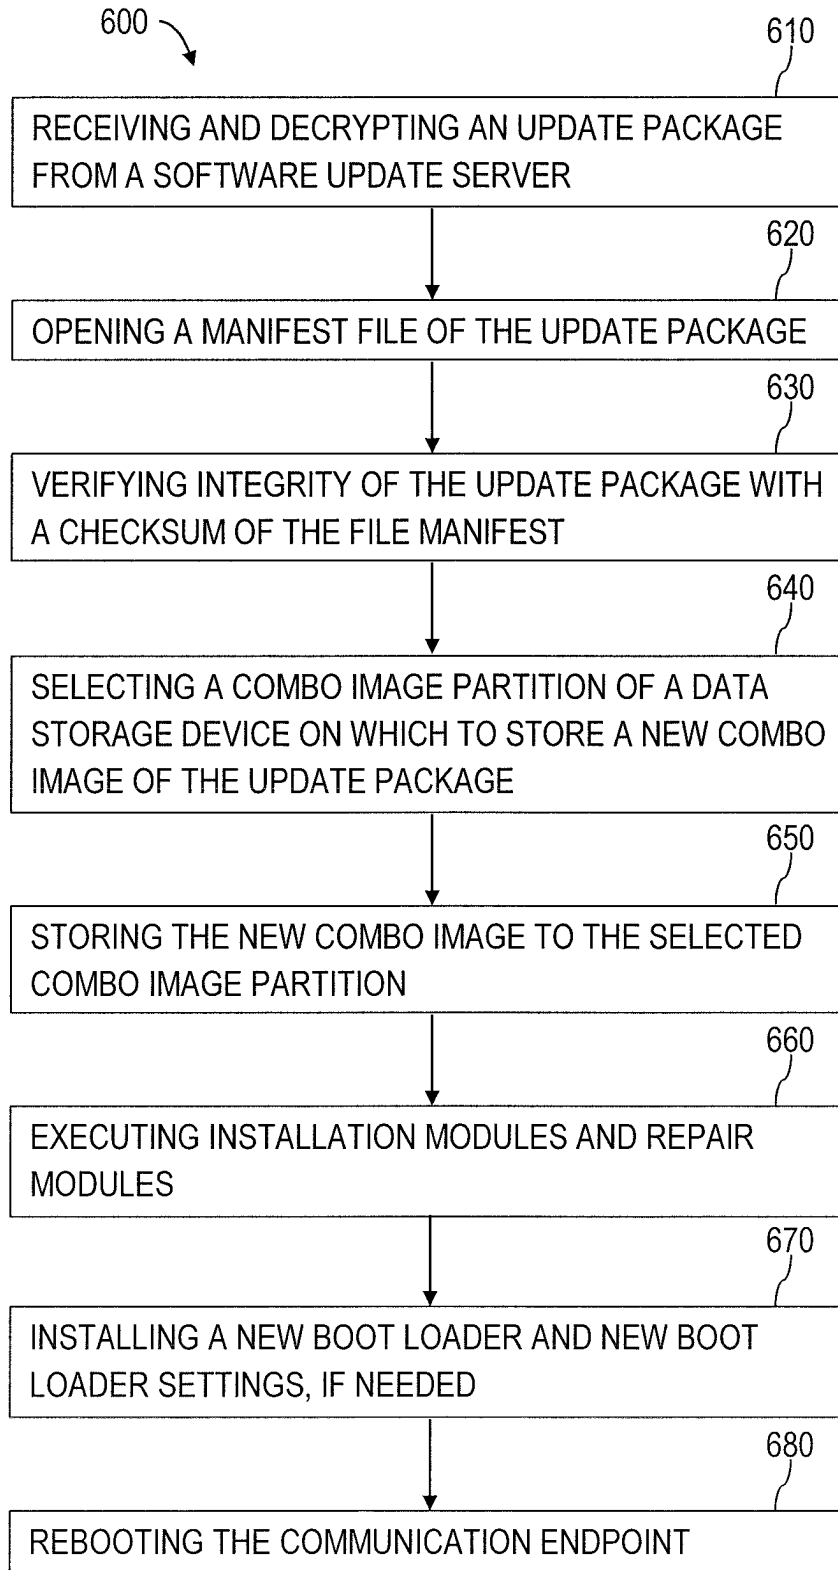 600
610
RECEIVING AND DECRYPTING AN UPDATE PACKAGE
FROM A SOFTWARE UPDATE SERVER
620
OPENING A MANIFEST FILE OF THE UPDATE PACKAGE
630
VERIFYING INTEGRITY OF THE UPDATE PACKAGE WITH
A CHECKSUM OF THE FILE MANIFEST
640
SELECTING A COMBO IMAGE PARTITION OF A DATA
STORAGE DEVICE ON WHICH TO STORE A NEW COMBO
IMAGE OF THE UPDATE PACKAGE
650
STORING THE NEW COMBO IMAGE TO THE SELECTED
COMBO IMAGE PARTITION
660
EXECUTING INSTALLATION MODULES AND REPAIR
MODULES
670
INSTALLING A NEW BOOT LOADER AND NEW BOOT
LOADER SETTINGS, IF NEEDED
680
REBOOTING THE COMMUNICATION ENDPOINT